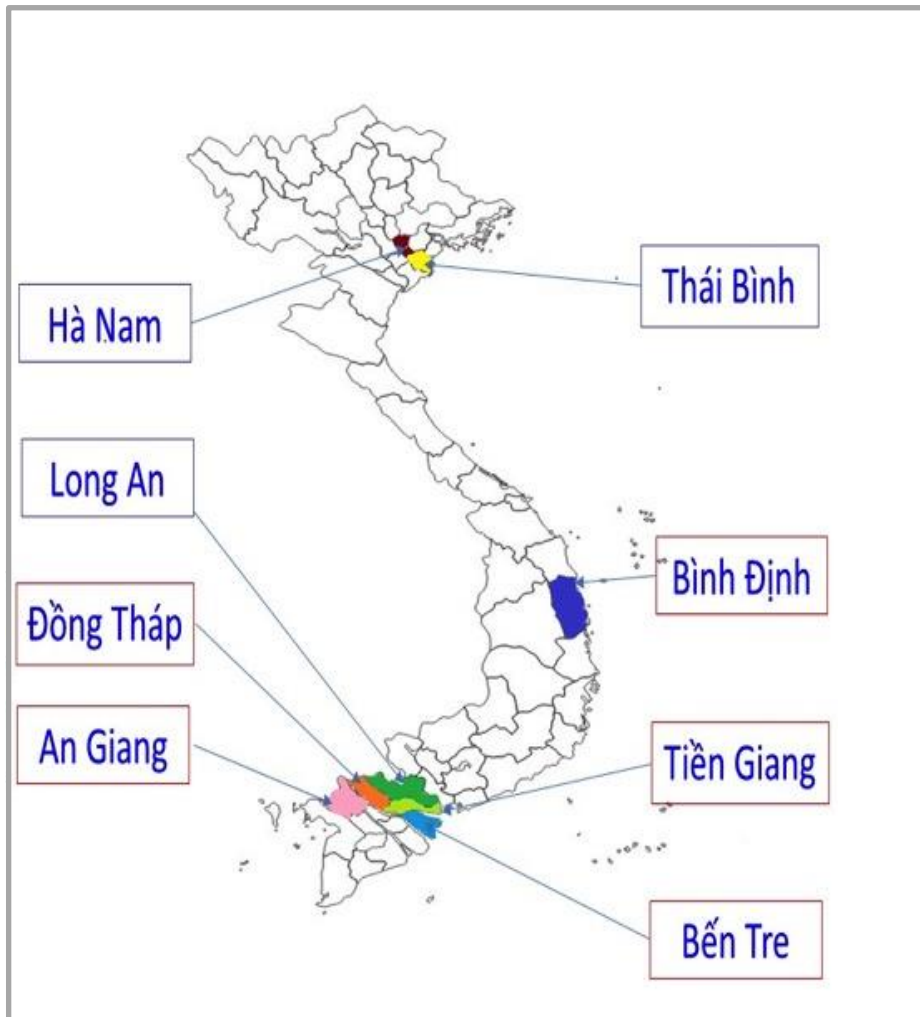 Thái Bình
Hà Nam
Long An
Bình Định
Đồng Tháp
An Giang
Tiền Giang
Bến Tre